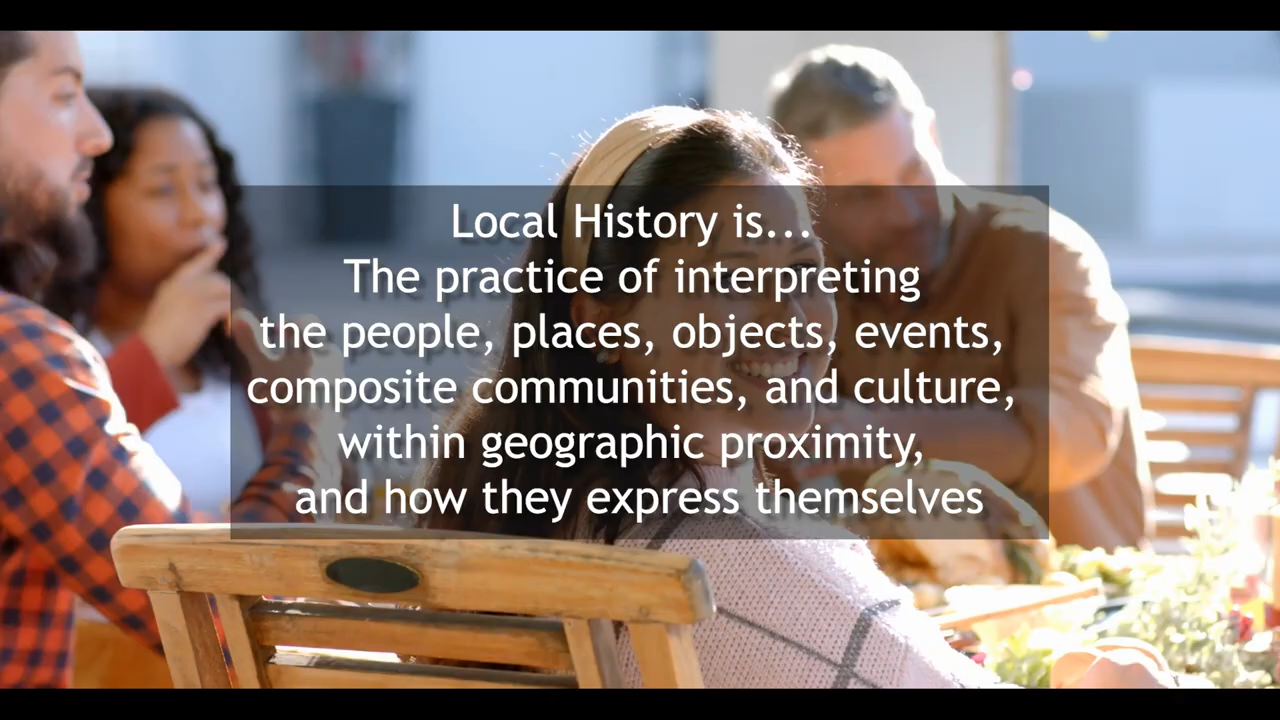 Local History is...
The practice of interpreting
the people, places, objects, events,
composite communities, and culture,
within geographic proximity,
and how they express themselves